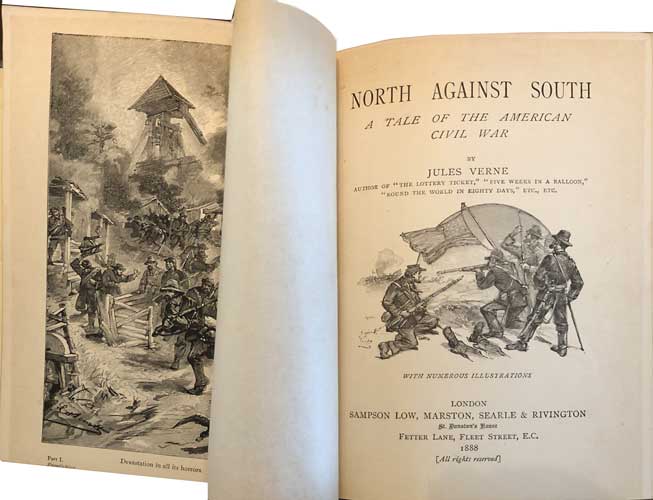 Part I.
Devastation in all its horrors
NORTH AGAINST SOUTH
A TALE OF THE AMERICAN
CIVIL WAR
BY
JULES VERNE
AUTHOR OF "THE LOTTERY TICKET," "FIVE WEEKS IN A BALLOON,"
"ROUND THE WORLD IN EIGHTY DAYS," ETC., ETC.
WITH NUMEROUS ILLUSTRATIONS
LONDON
SAMPSON LOW, MARSTON, SEARLE & RIVINGTON
St. Dunstan's House
FETTER LANE, FLEET STREET, E.C.
1888
[All rights reserved]